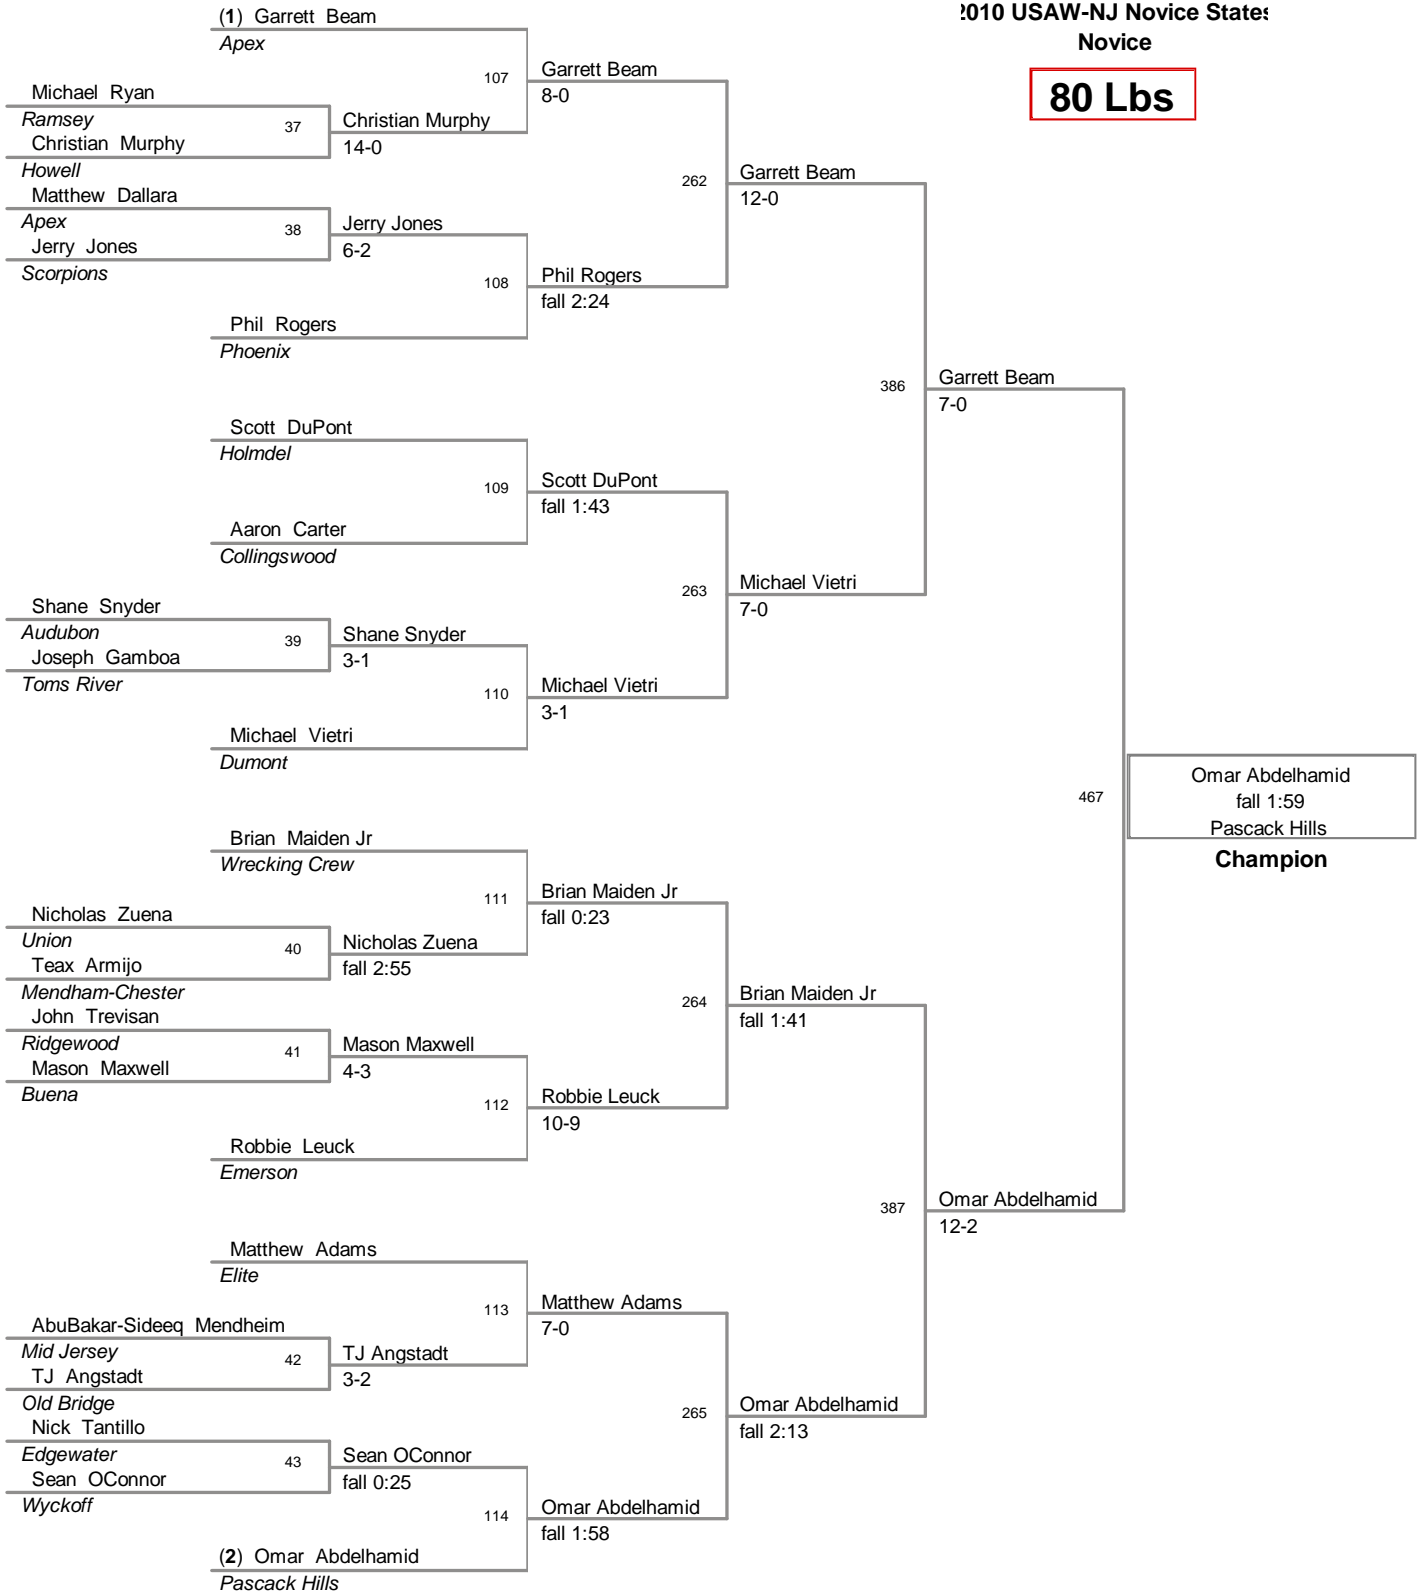 2010 USAW-NJ Novice States
Novice
80 Lbs
(1) Garrett Beam
Apex
107
Garrett Beam
8-0
Michael Ryan
Ramsey
37
Christian Murphy
Howell
Christian Murphy
14-0
262
Garrett Beam
12-0
Matthew Dallara
Apex
38
Jerry Jones
Scorpions
Jerry Jones
6-2
108
Phil Rogers
fall 2:24
Phil Rogers
Phoenix
386
Garrett Beam
7-0
Scott DuPont
Holmdel
109
Scott DuPont
fall 1:43
Aaron Carter
Collingswood
263
Michael Vietri
7-0
Shane Snyder
Audubon
39
Joseph Gamboa
Toms River
Shane Snyder
3-1
110
Michael Vietri
3-1
Michael Vietri
Dumont
467
Omar Abdelhamid
fall 1:59
Pascack Hills
Champion
Brian Maiden Jr
Wrecking Crew
111
Brian Maiden Jr
fall 0:23
Nicholas Zuena
Union
40
Teax Armijo
Mendham-Chester
Nicholas Zuena
fall 2:55
264
Brian Maiden Jr
fall 1:41
John Trevisan
Ridgewood
41
Mason Maxwell
Buena
Mason Maxwell
4-3
112
Robbie Leuck
10-9
Robbie Leuck
Emerson
387
Omar Abdelhamid
12-2
Matthew Adams
Elite
113
Matthew Adams
7-0
AbuBakar-Sideeq Mendheim
Mid Jersey
42
TJ Angstadt
Old Bridge
TJ Angstadt
3-2
265
Omar Abdelhamid
fall 2:13
Nick Tantillo
Edgewater
43
Sean OConnor
Wyckoff
Sean OConnor
fall 0:25
114
Omar Abdelhamid
fall 1:58
(2) Omar Abdelhamid
Pascack Hills